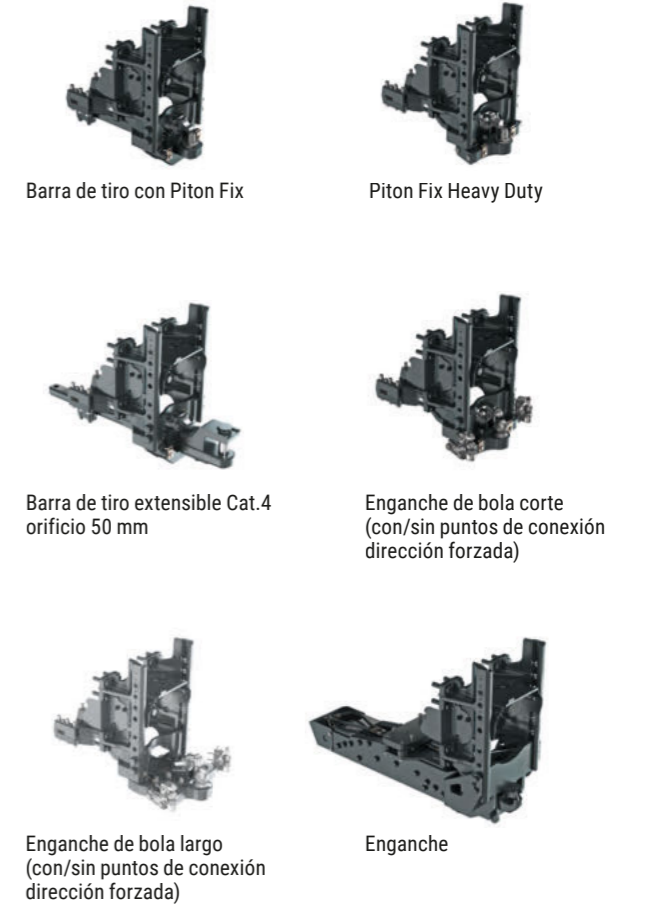 Barra de tiro con Piton Fix
Piton Fix Heavy Duty
Barra de tiro extensible Cat.4
orificio 50 mm
Enganche de bola corte
(con/sin puntos de conexión
dirección forzada)
Enganche de bola largo
(con/sin puntos de conexión
dirección forzada)
Enganche